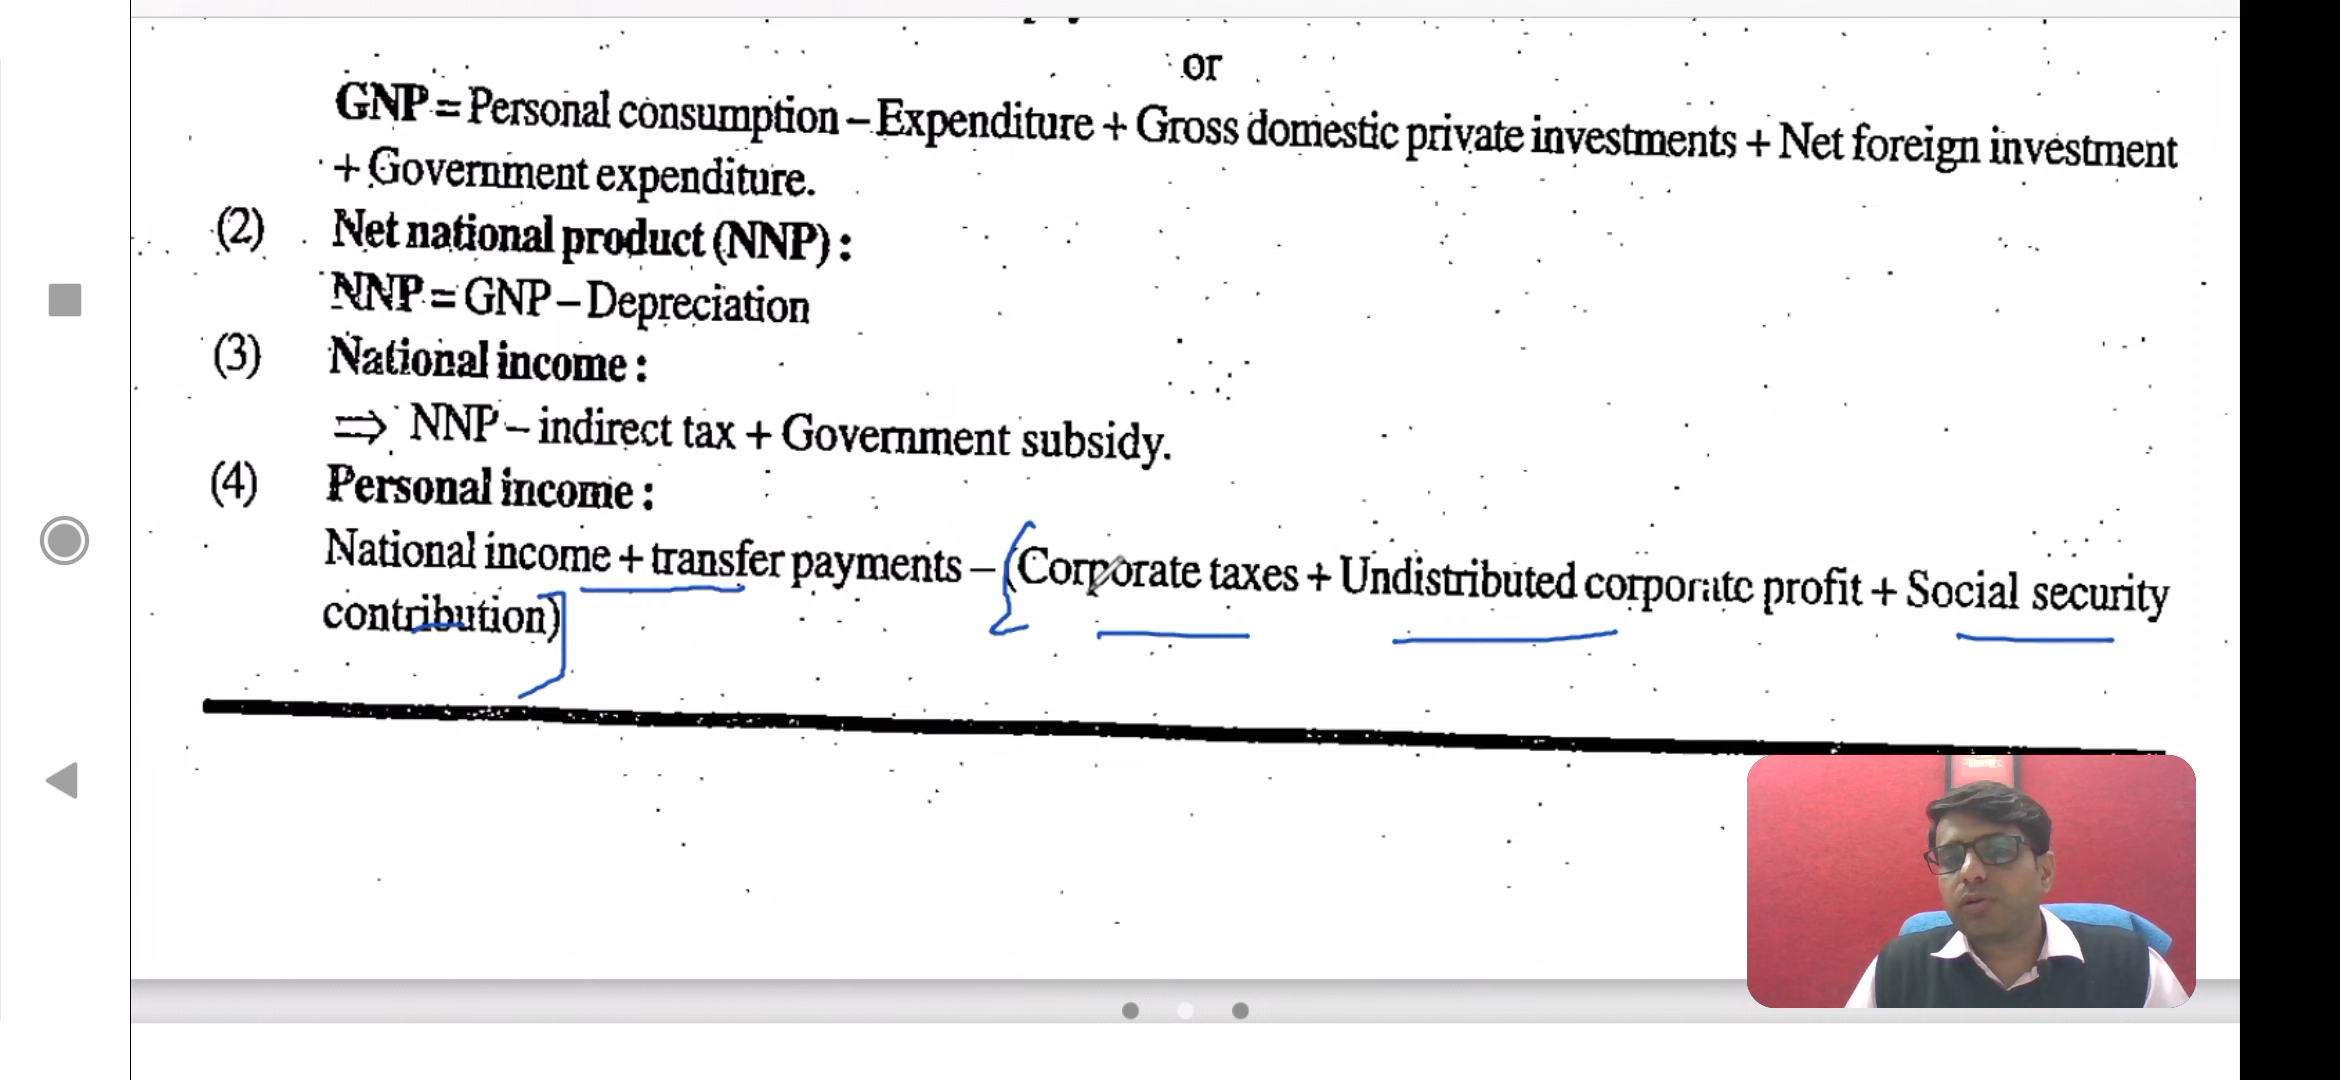 or
GNP = Personal consumption – Expenditure + Gross domestic private investments + Net foreign investment
+ Government expenditure.
(2) Net national product (NNP) :
NNP = GNP – Depreciation
(3) National income :
⇒ NNP – indirect tax + Government subsidy.
(4) Personal income :
National income + transfer payments – (Corporate taxes + Undistributed corporate profit + Social security
contribution)